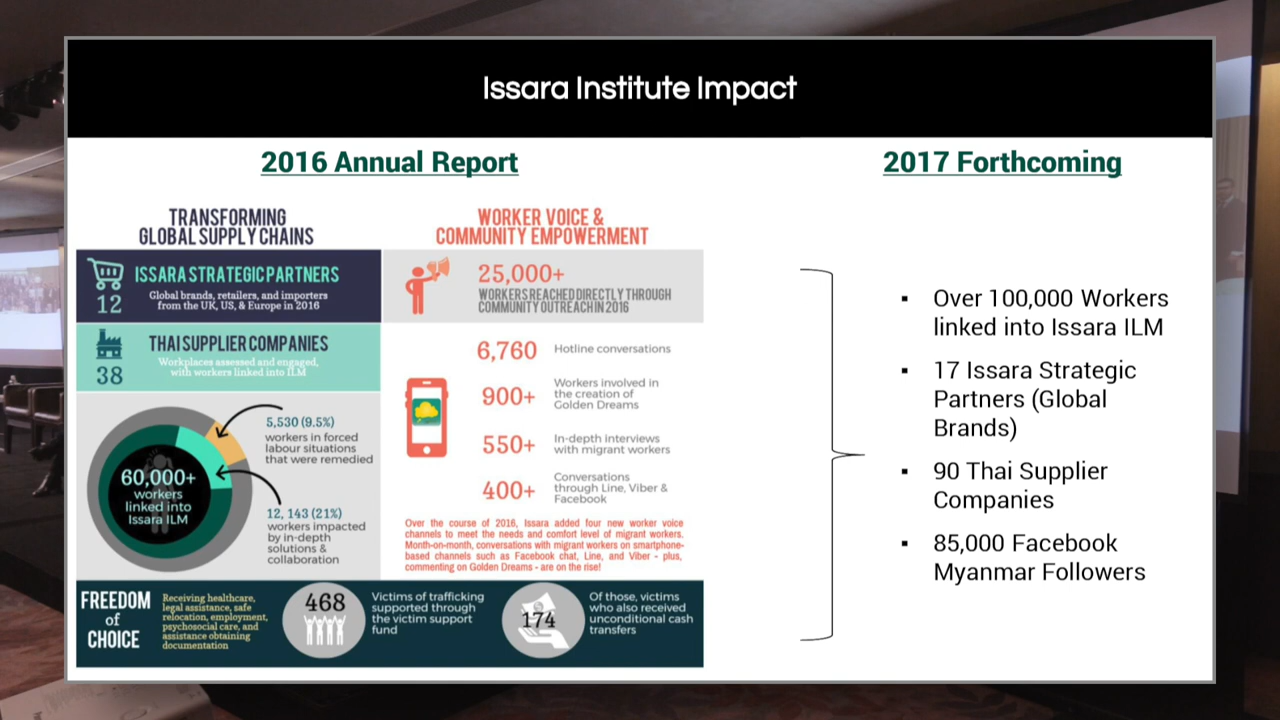 Issara Institute Impact
2016 Annual Report
2017 Forthcoming
TRANSFORMING
GLOBAL SUPPLY CHAINS
ISSARA STRATEGIC PARTNERS
12
Global brands, retailers, and importers
from the UK, US, & Europe in 2016
THAI SUPPLIER COMPANIES
38
Workplaces assessed and engaged,
with workers linked into ILM
60,000+
workers
linked into
Issara ILM
5,530 (9.5%)
workers in forced
labour situations
that were remedied
12, 143 (21%)
workers impacted
by in-depth
solutions &
collaboration
WORKER VOICE &
COMMUNITY EMPOWERMENT
25,000+
WORKERS REACHED DIRECTLY THROUGH
COMMUNITY OUTREACH IN 2016
6,760 Hotline conversations
900+ Workers involved in
the creation of
Golden Dreams
550+ In-depth interviews
with migrant workers
400+ Conversations
through Line, Viber &
Facebook
Over the course of 2016, Issara added four new worker voice
channels to meet the needs and comfort level of migrant workers.
Month-on-month, conversations with migrant workers on smartphone-
based channels such as Facebook chat, Line, and Viber - plus,
commenting on Golden Dreams - are on the rise!
FREEDOM
of
CHOICE
Receiving healthcare,
legal assistance, safe
relocation, employment,
psychosocial care, and
assistance obtaining
documentation
468
Victims of trafficking
supported through
the victim support
fund
174
Of those, victims
who also received
unconditional cash
transfers
▪ Over 100,000 Workers
linked into Issara ILM
▪ 17 Issara Strategic
Partners (Global
Brands)
▪ 90 Thai Supplier
Companies
▪ 85,000 Facebook
Myanmar Followers